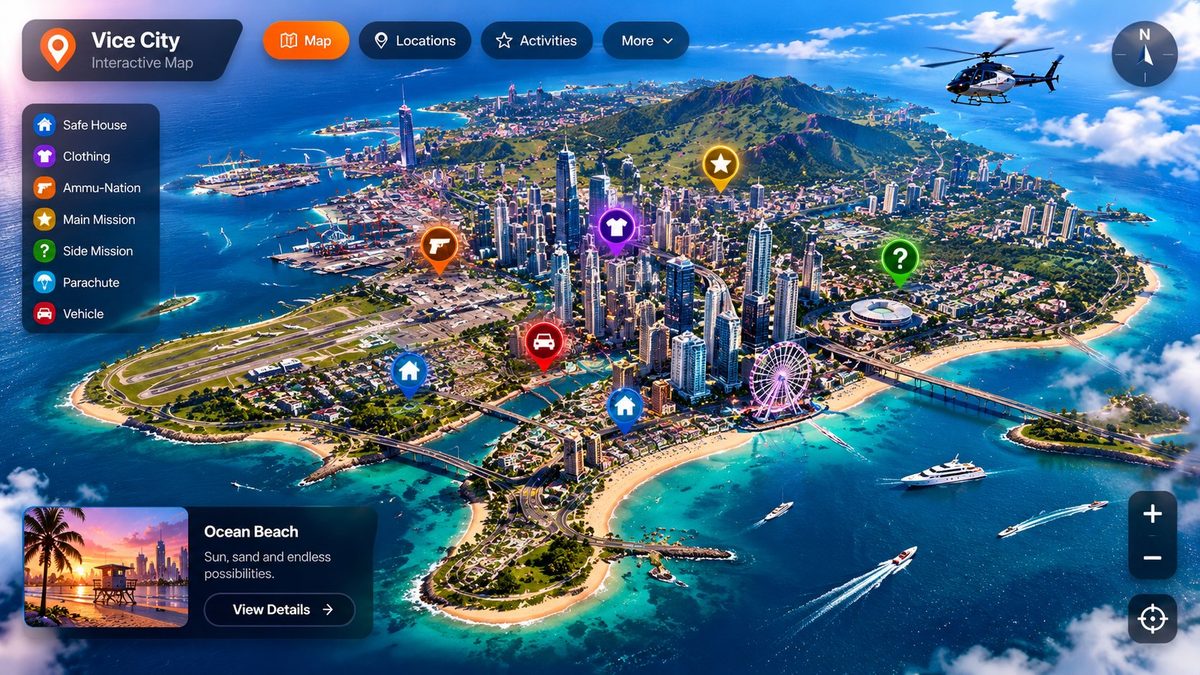 Vice City
Interactive Map
Map
Locations
Activities
More
N
Safe House
Clothing
Ammu-Nation
Main Mission
Side Mission
Parachute
Vehicle
?
?
Ocean Beach
Sun, sand and endless
possibilities.
View Details →
+
−